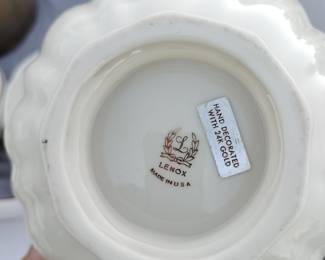 HAND DECORATED
WITH 24K GOLD
L
LENOX
MADE IN U.S.A.